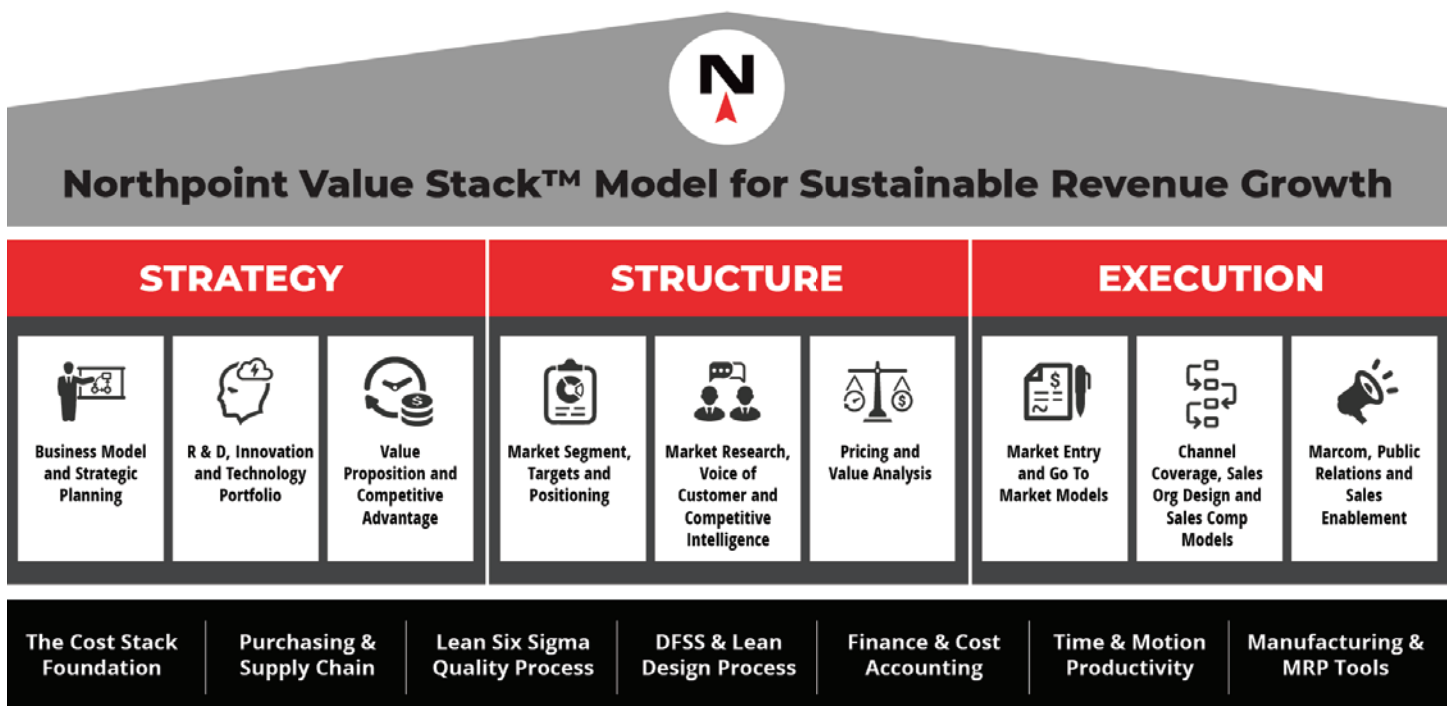 N
Northpoint Value Stack™ Model for Sustainable Revenue Growth
STRATEGY
STRUCTURE
EXECUTION
Business Model
and Strategic
Planning
R & D, Innovation
and Technology
Portfolio
Value
Proposition and
Competitive
Advantage
Market Segment,
Targets and
Positioning
Market Research,
Voice of
Customer and
Competitive
Intelligence
Pricing and
Value Analysis
Market Entry
and Go To
Market Models
Channel
Coverage, Sales
Org Design and
Sales Comp
Models
Marcom, Public
Relations and
Sales
Enablement
The Cost Stack
Foundation
Purchasing &
Supply Chain
Lean Six Sigma
Quality Process
DFSS & Lean
Design Process
Finance & Cost
Accounting
Time & Motion
Productivity
Manufacturing &
MRP Tools